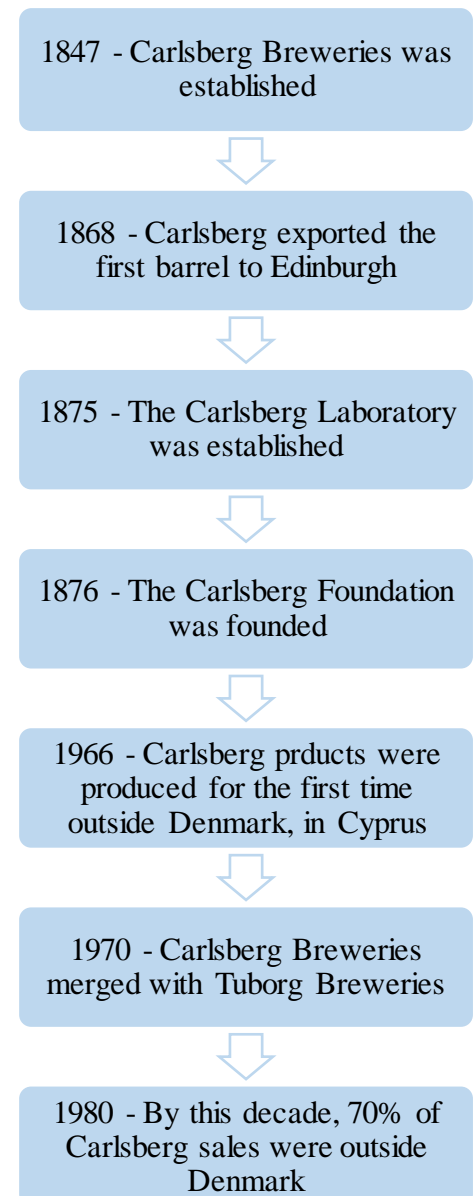 1847 - Carlsberg Breweries was
established
1868 - Carlsberg exported the
first barrel to Edinburgh
1875 - The Carlsberg Laboratory
was established
1876 - The Carlsberg Foundation
was founded
1966 - Carlsberg prducts were
produced for the first time
outside Denmark, in Cyprus
1970 - Carlsberg Breweries
merged with Tuborg Breweries
1980 - By this decade, 70% of
Carlsberg sales were outside
Denmark